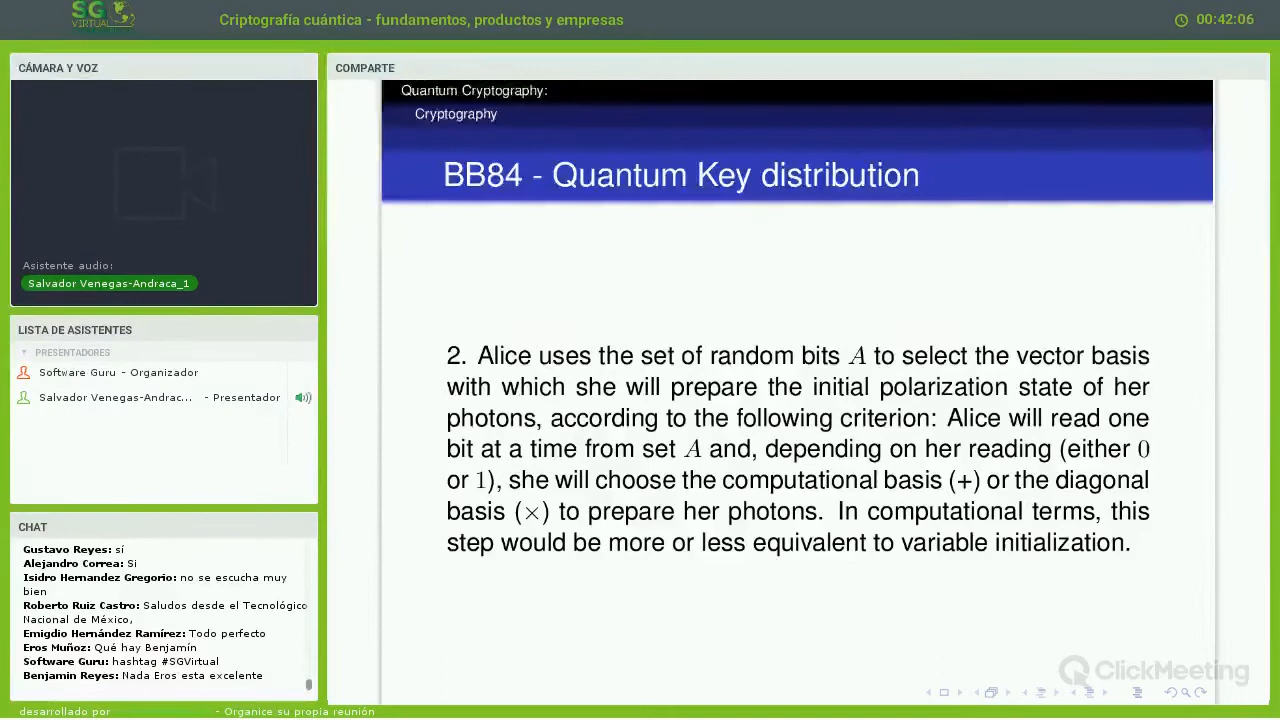 SG
VIRTUAL
Criptografía cuántica - fundamentos, productos y empresas
00:42:06
CÁMARA Y VOZ
Asistente audio:
Salvador Venegas-Andraca_1
LISTA DE ASISTENTES
PRESENTADORES
Software Guru - Organizador
Salvador Venegas-Andrac... - Presentador
CHAT
Gustavo Reyes: sí
Alejandro Correa: Si
Isidro Hernandez Gregorio: no se escucha muy
bien
Roberto Ruiz Castro: Saludos desde el Tecnológico
Nacional de México,
Emigdio Hernández Ramírez: Todo perfecto
Eros Muñoz: Qué hay Benjamín
Software Guru: hashtag #SGVirtual
Benjamin Reyes: Nada Eros esta excelente
COMPARTE
Quantum Cryptography:
Cryptography
BB84 - Quantum Key distribution
2. Alice uses the set of random bits A to select the vector basis
with which she will prepare the initial polarization state of her
photons, according to the following criterion: Alice will read one
bit at a time from set A and, depending on her reading (either 0
or 1), she will choose the computational basis (+) or the diagonal
basis (×) to prepare her photons. In computational terms, this
step would be more or less equivalent to variable initialization.
ClickMeeting
desarrollado por - Organice su propia reunión